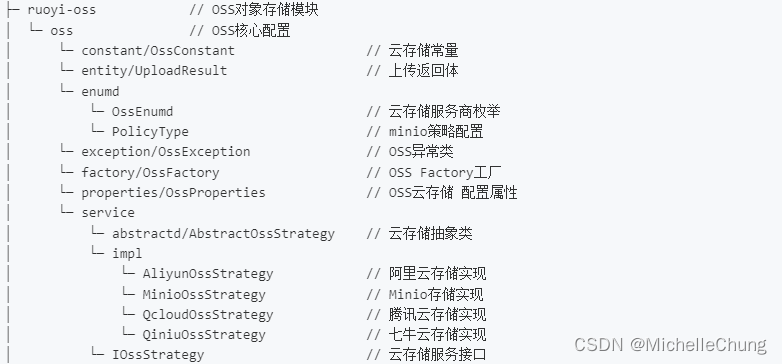 ├─ ruoyi-oss // OSS对象存储模块
│ └─ oss // OSS核心配置
│ └─ constant/OssConstant // 云存储常量
│ └─ entity/UploadResult // 上传返回体
│ └─ enumd
│ └─ OssEnumd // 云存储服务商枚举
│ └─ PolicyType // minio策略配置
│ └─ exception/OssException // OSS异常类
│ └─ factory/OssFactory // OSS Factory工厂
│ └─ properties/OssProperties // OSS云存储 配置属性
│ └─ service
│ └─ abstractd/AbstractOssStrategy // 云存储抽象类
│ └─ impl
│ └─ AliyunOssStrategy // 阿里云存储实现
│ └─ MinioOssStrategy // Minio存储实现
│ └─ QcloudOssStrategy // 腾讯云存储实现
│ └─ QiniuOssStrategy // 七牛云存储实现
│ └─ IOssStrategy // 云存储服务接口
CSDN @MichelleChung